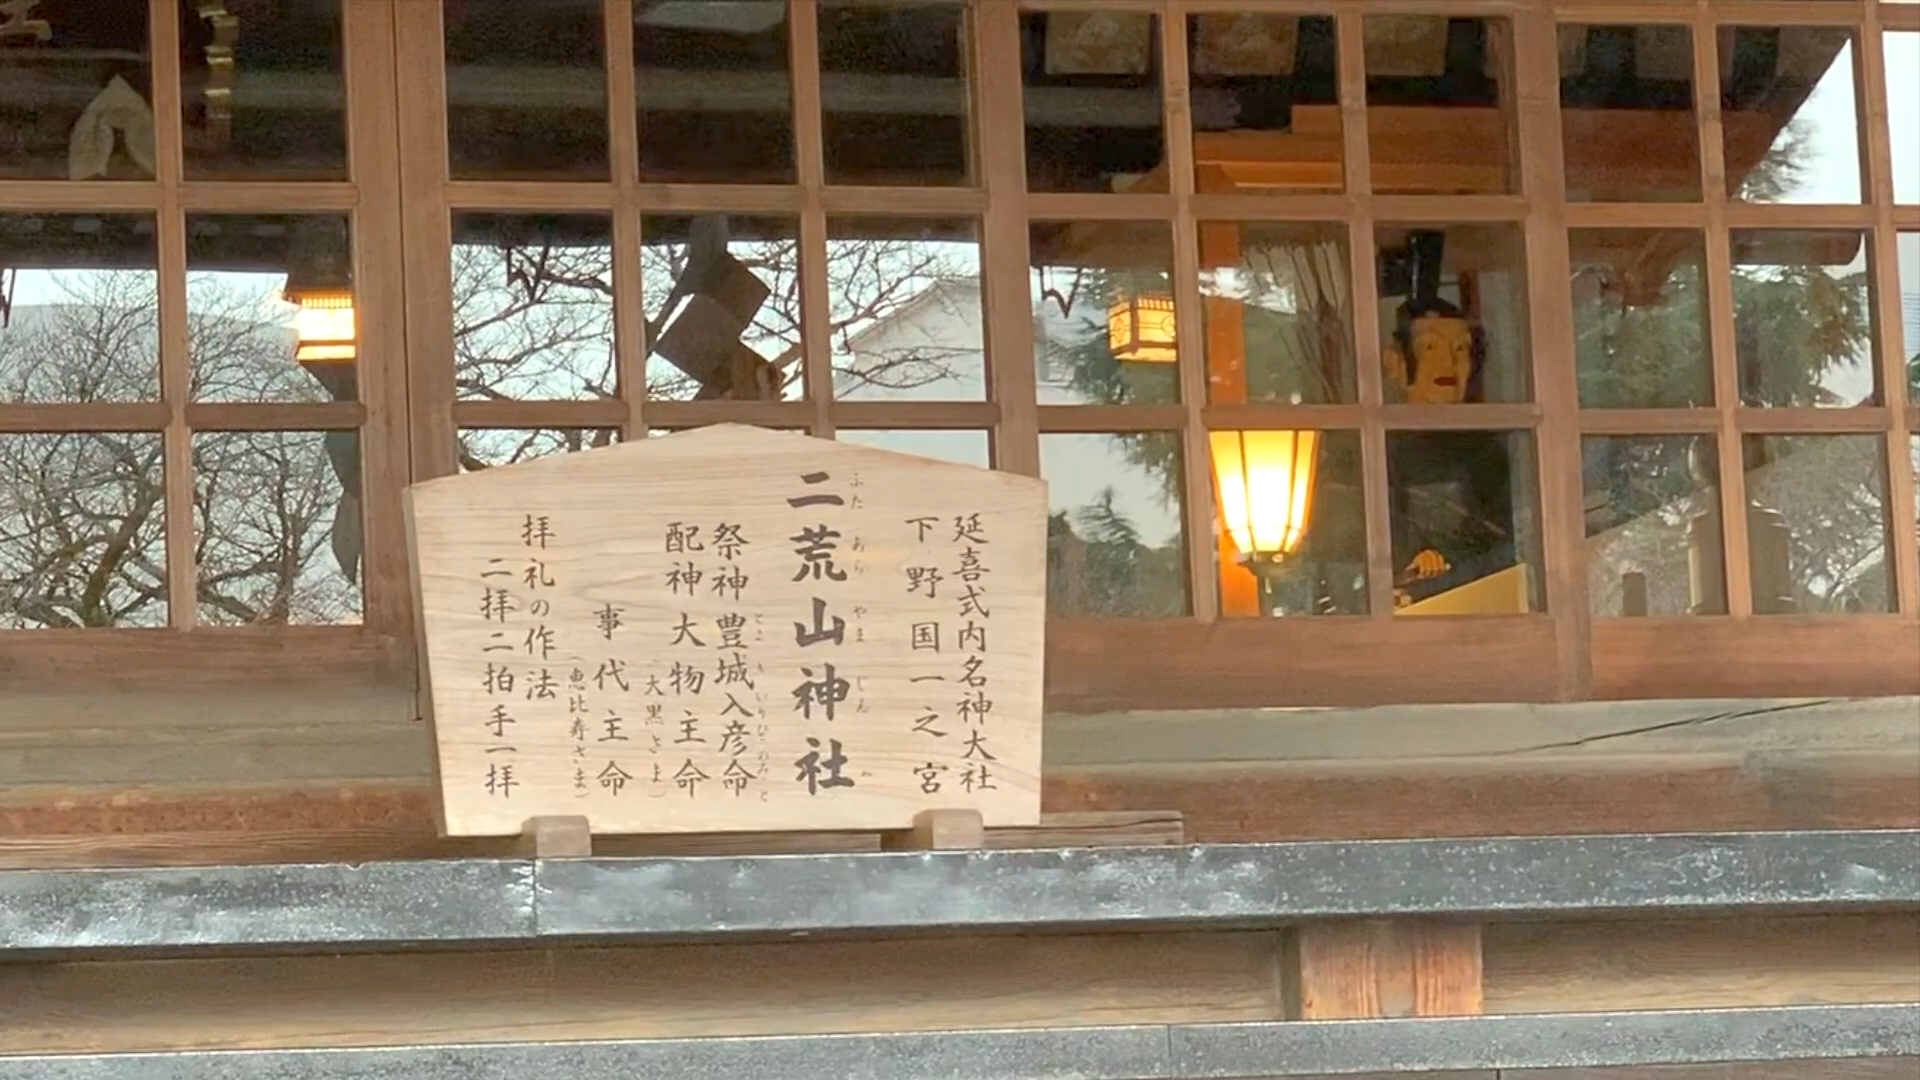 延喜式内名神大社
下野国一之宮
二荒山神社
ふたあらやまじんや
祭神 豊城入彦命
とよきいりひこのみこと
配神 大物主命
(大黒さま)
事代主命
(恵比寿さま)
拝礼の作法
二拝二拍手一拝